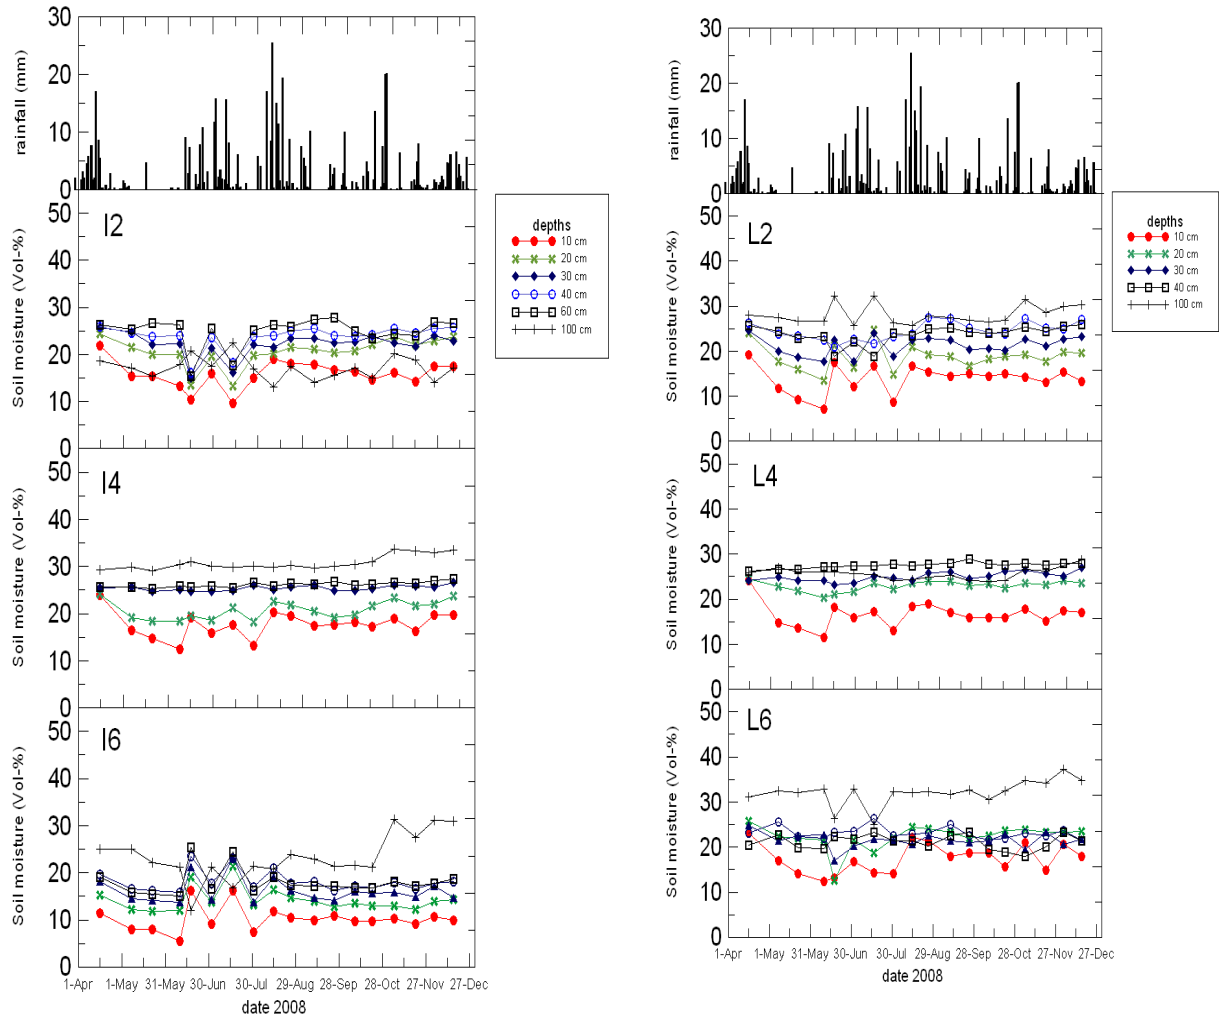 30
20
10
0
rainfall (mm)
50
40
30
20
10
0
Soil moisture (Vol-%)
I2
50
40
30
20
10
0
Soil moisture (Vol-%)
I4
50
40
30
20
10
0
Soil moisture (Vol-%)
I6
1-Apr 1-May 31-May 30-Jun 30-Jul 29-Aug 28-Sep 28-Oct 27-Nov 27-Dec
date 2008
depths
10 cm
20 cm
30 cm
40 cm
60 cm
100 cm
30
20
10
0
rainfall (mm)
50
40
30
20
10
0
Soil moisture (Vol-%)
L2
50
40
30
20
10
0
Soil moisture (Vol-%)
L4
50
40
30
20
10
0
Soil moisture (Vol-%)
L6
1-Apr 1-May 31-May 30-Jun 30-Jul 29-Aug 28-Sep 28-Oct 27-Nov 27-Dec
date 2008
depths
10 cm
20 cm
30 cm
40 cm
100 cm